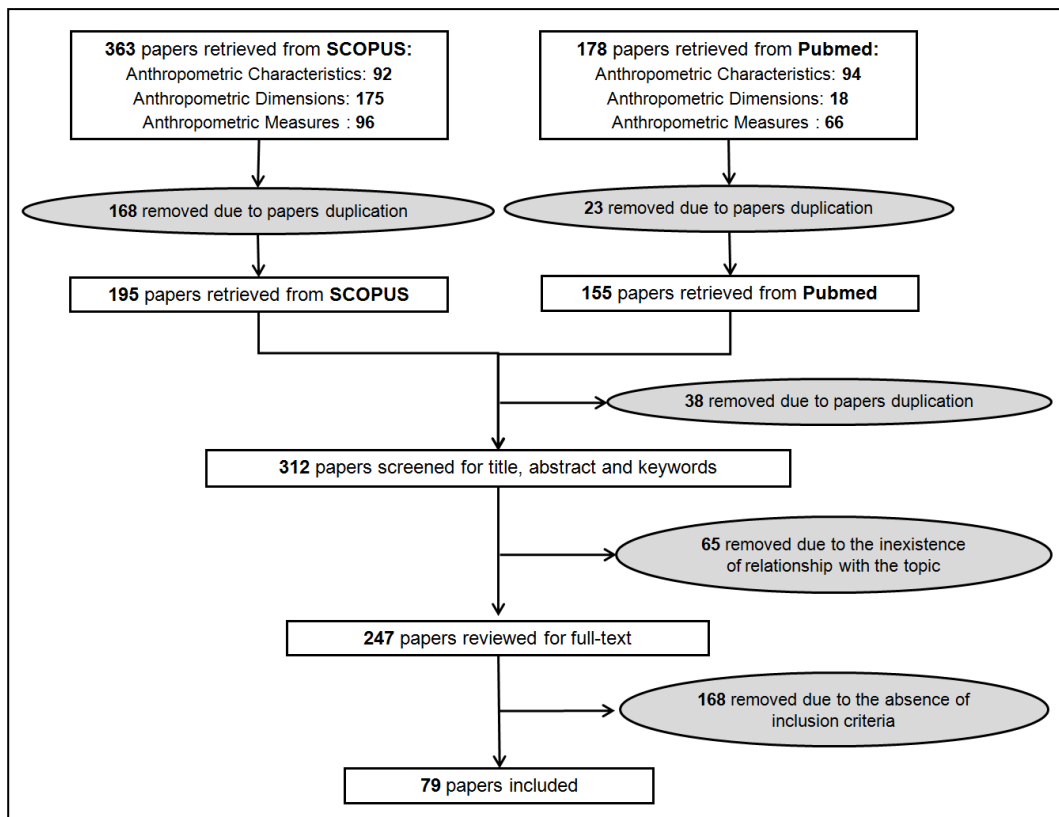 363 papers retrieved from SCOPUS:
Anthropometric Characteristics: 92
Anthropometric Dimensions: 175
Anthropometric Measures : 96
178 papers retrieved from Pubmed:
Anthropometric Characteristics: 94
Anthropometric Dimensions: 18
Anthropometric Measures : 66
168 removed due to papers duplication
23 removed due to papers duplication
195 papers retrieved from SCOPUS
155 papers retrieved from Pubmed
38 removed due to papers duplication
312 papers screened for title, abstract and keywords
65 removed due to the inexistence
of relationship with the topic
247 papers reviewed for full-text
168 removed due to the absence of
inclusion criteria
79 papers included